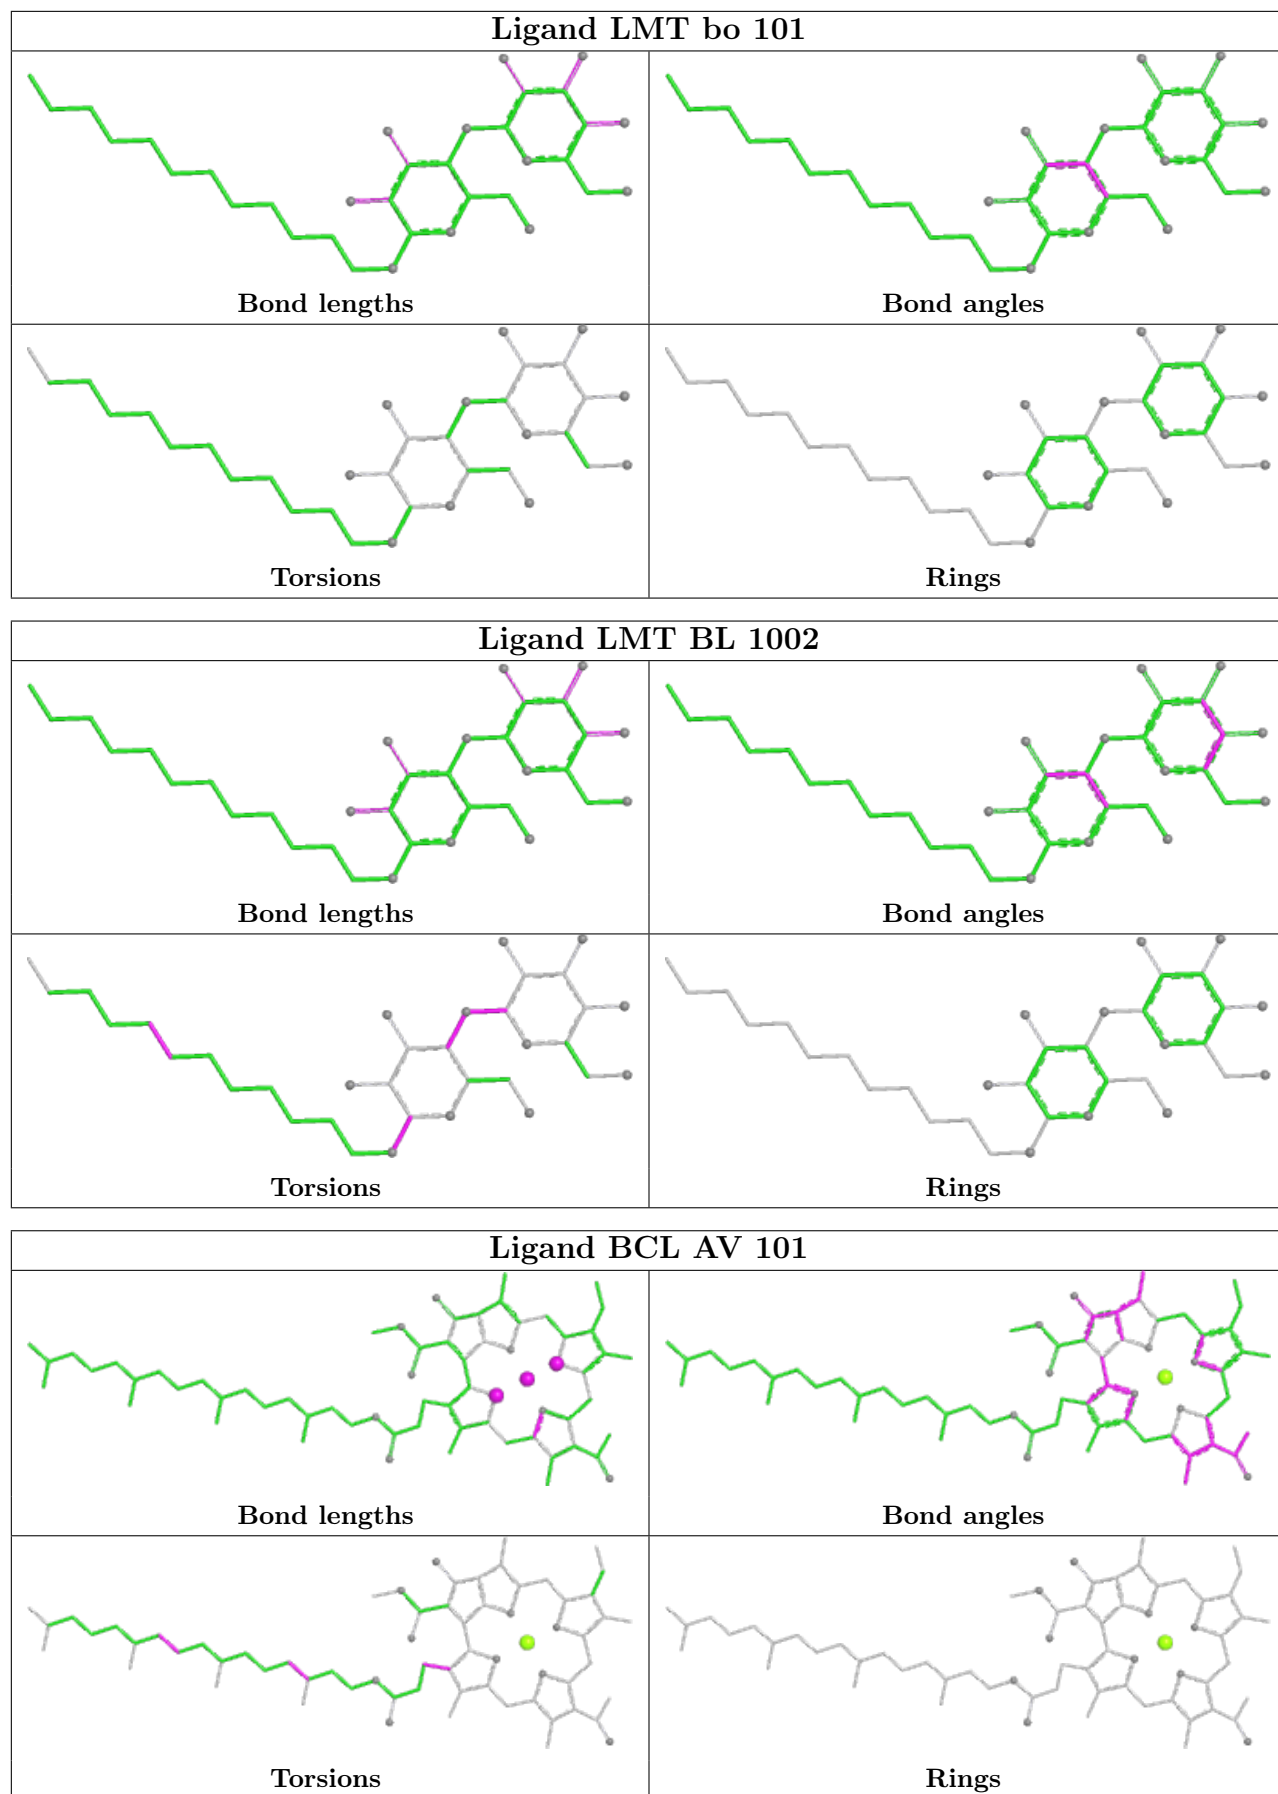 Ligand LMT bo 101
Bond lengths
Bond angles
Torsions
Rings
Ligand LMT BL 1002
Bond lengths
Bond angles
Torsions
Rings
Ligand BCL AV 101
Bond lengths
Bond angles
Torsions
Rings